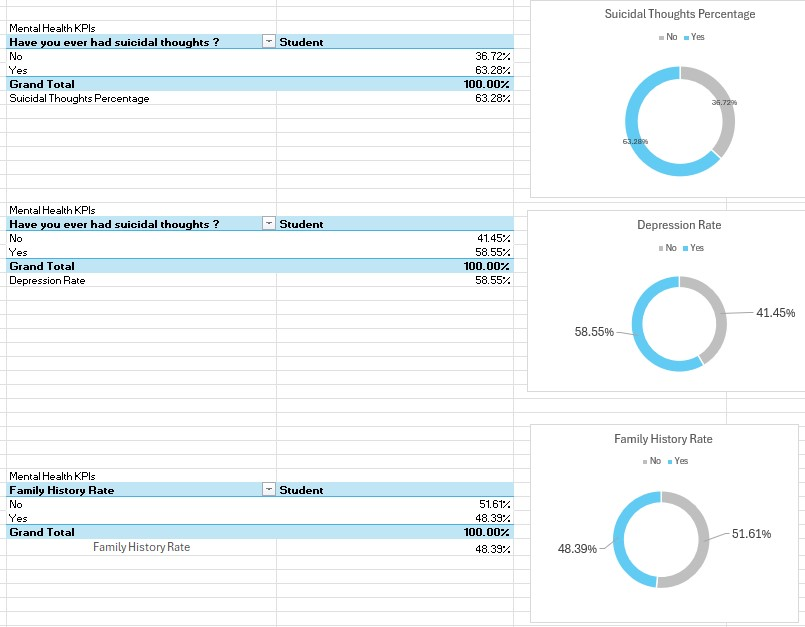 Mental Health KPIs
Have you ever had suicidal thoughts ? Student
No 36.72%
Yes 63.28%
Grand Total 100.00%
Suicidal Thoughts Percentage 63.28%
Suicidal Thoughts Percentage
No Yes
36.72%
63.28%
Mental Health KPIs
Have you ever had suicidal thoughts ? Student
No 41.45%
Yes 58.55%
Grand Total 100.00%
Depression Rate 58.55%
Depression Rate
No Yes
41.45%
58.55%
Mental Health KPIs
Family History Rate Student
No 51.61%
Yes 48.39%
Grand Total 100.00%
Family History Rate 48.39%
Family History Rate
No Yes
51.61%
48.39%